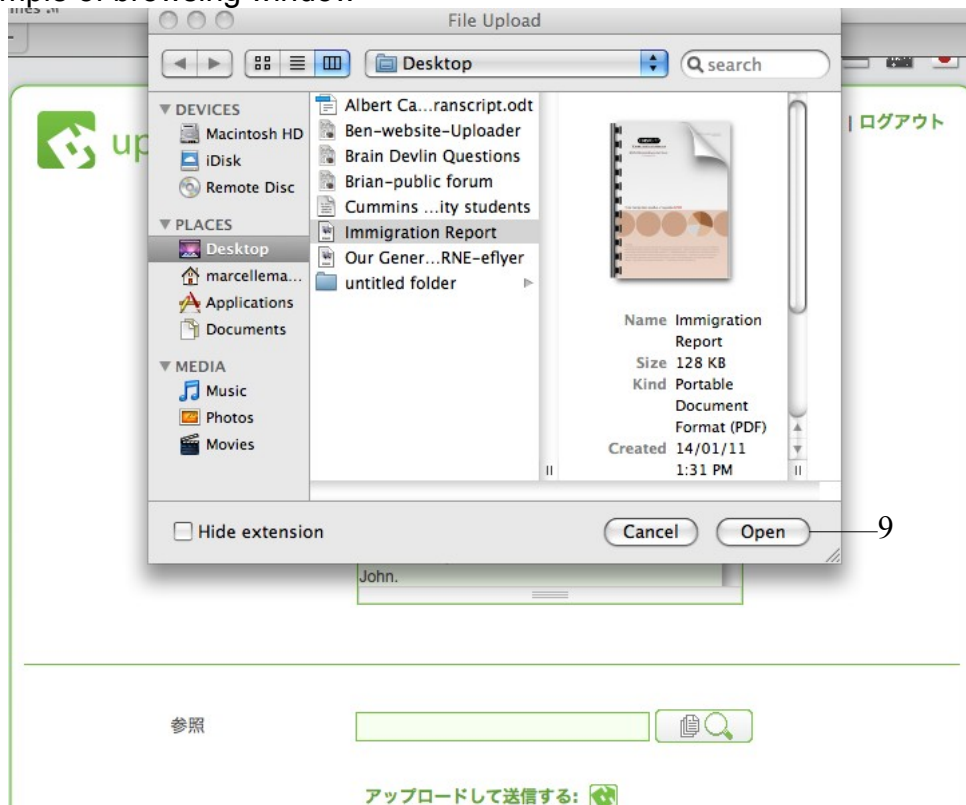 File Upload
Desktop
search
DEVICES
Macintosh HD
iDisk
Remote Disc
PLACES
Desktop
marcellema...
Applications
Documents
MEDIA
Music
Photos
Movies
Albert Ca...ranscript.odt
Ben-website-Uploader
Brain Devlin Questions
Brian-public forum
Cummins ...ity students
Immigration Report
Our Gener...RNE-eflyer
untitled folder
Name Immigration
Report
Size 128 KB
Kind Portable
Document
Format (PDF)
Created 14/01/11
1:31 PM
Hide extension
Cancel
Open
9
up
| ログアウト
John.
参照
アップロードして送信する: